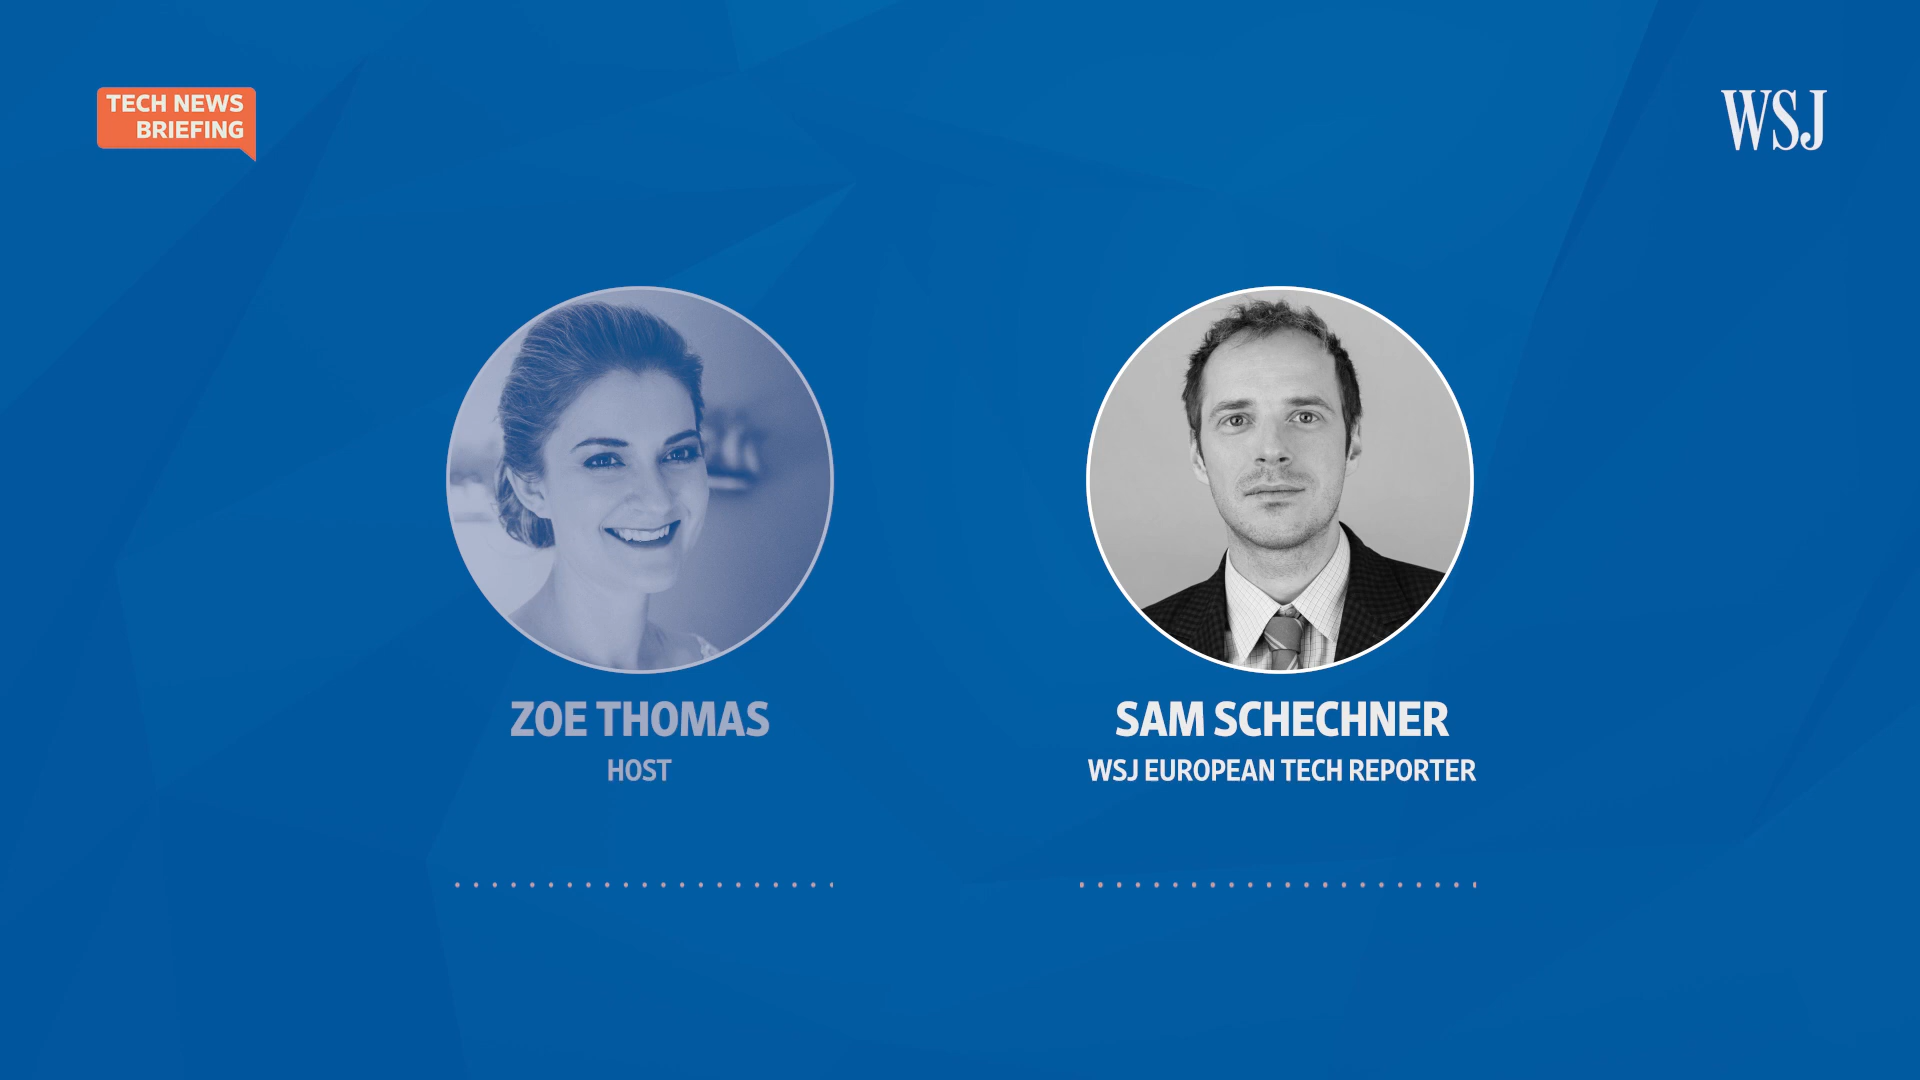 TECH NEWS
BRIEFING
WSJ
ZOE THOMAS
HOST
SAM SCHECHNER
WSJ EUROPEAN TECH REPORTER